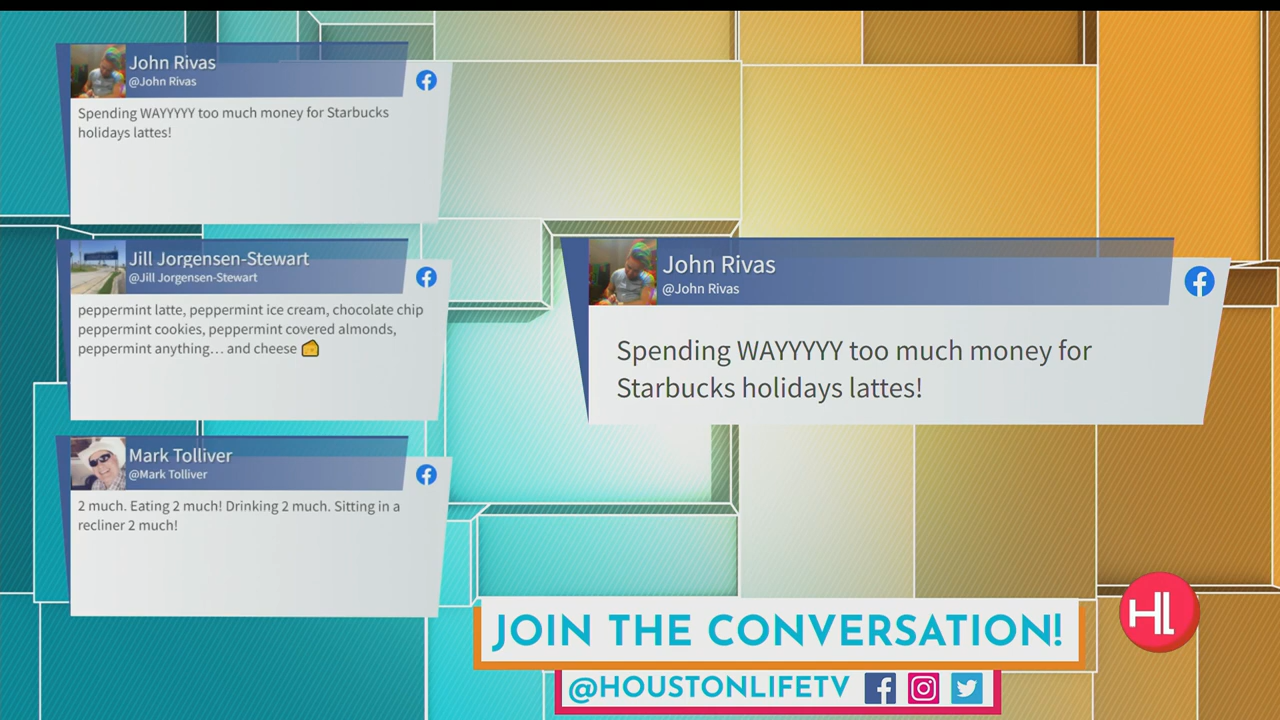 John Rivas
@John Rivas
Spending WAYYYYY too much money for Starbucks
holidays lattes!
Jill Jorgensen-Stewart
@Jill Jorgensen-Stewart
peppermint latte, peppermint ice cream, chocolate chip
peppermint cookies, peppermint covered almonds,
peppermint anything… and cheese 🧀
Mark Tolliver
@Mark Tolliver
2 much. Eating 2 much! Drinking 2 much. Sitting in a
recliner 2 much!
John Rivas
@John Rivas
Spending WAYYYYY too much money for
Starbucks holidays lattes!
JOIN THE CONVERSATION!
@HOUSTONLIFETV
HL